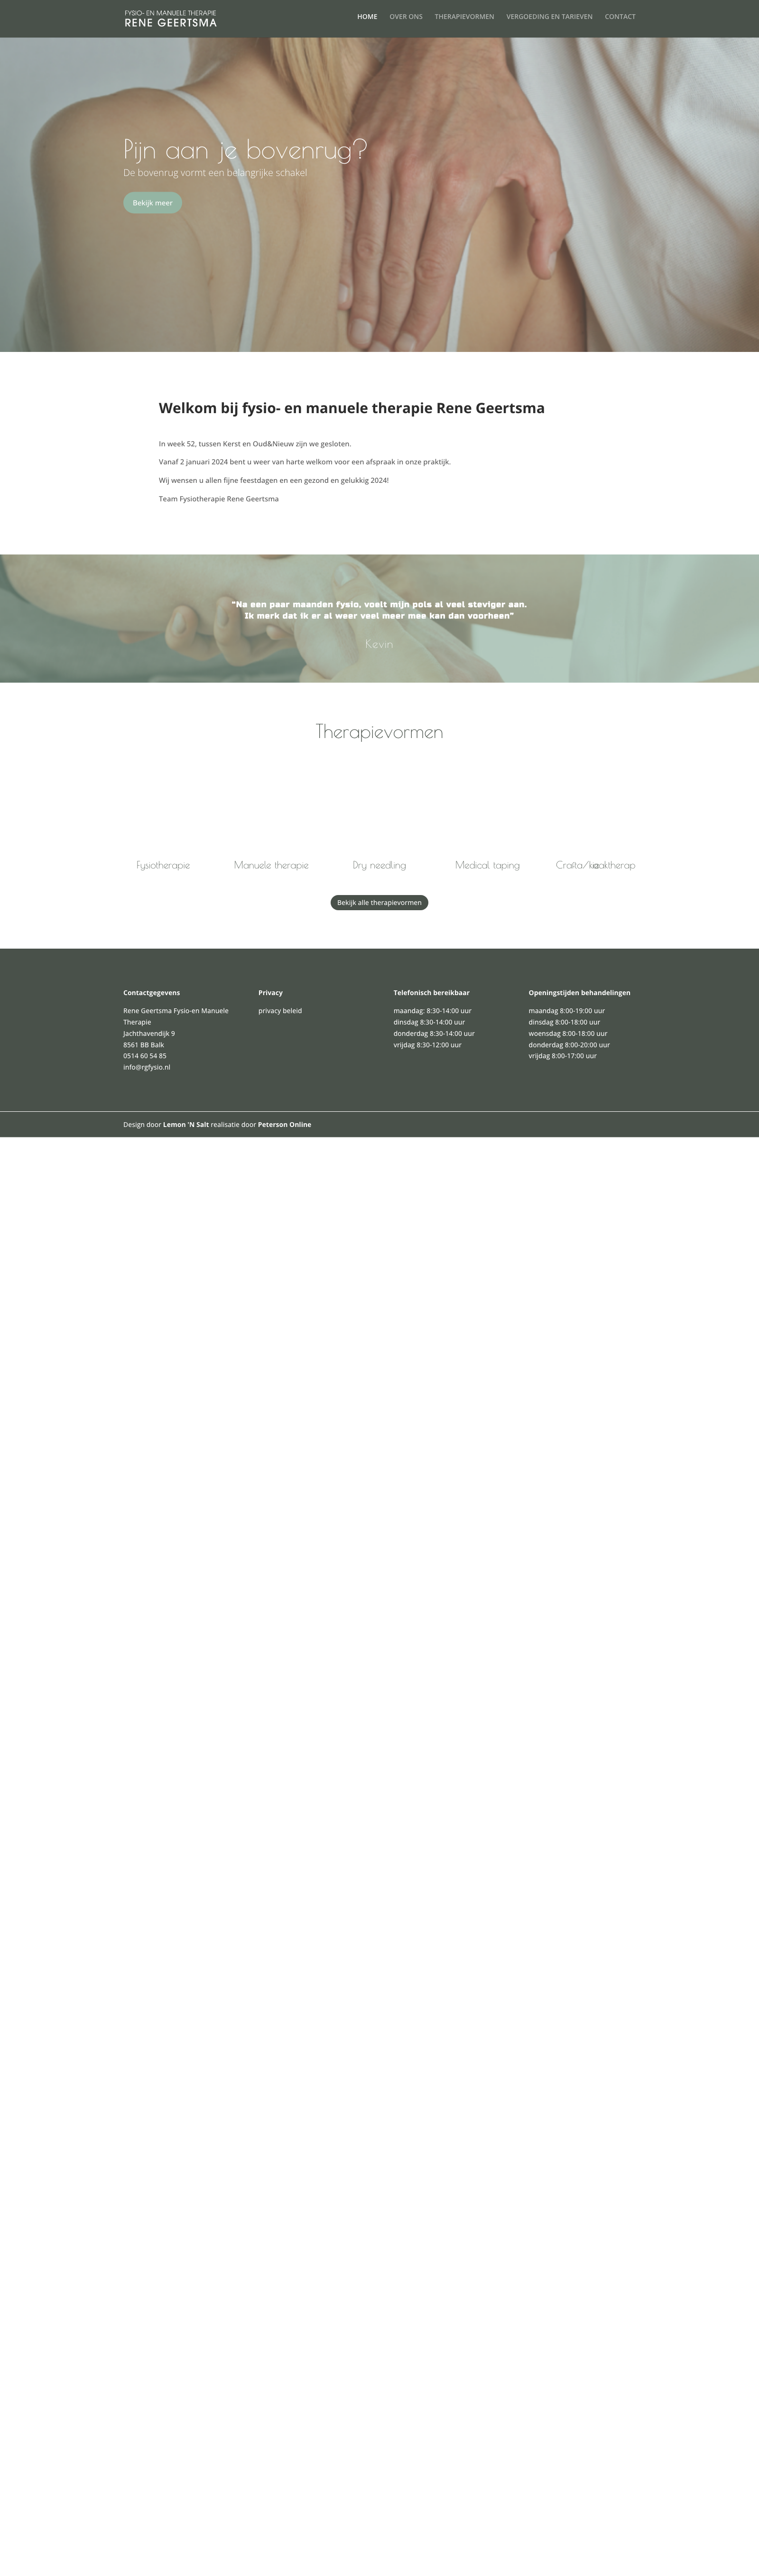 FYSIO- EN MANUELE THERAPIE
RENE GEERTSMA
HOME
OVER ONS
THERAPIEVORMEN
VERGOEDING EN TARIEVEN
CONTACT
Pijn aan je bovenrug?
De bovenrug vormt een belangrijke schakel
Bekijk meer
Welkom bij fysio- en manuele therapie Rene Geertsma
In week 52, tussen Kerst en Oud&Nieuw zijn we gesloten.
Vanaf 2 januari 2024 bent u weer van harte welkom voor een afspraak in onze praktijk.
Wij wensen u allen fijne feestdagen en een gezond en gelukkig 2024!
Team Fysiotherapie Rene Geertsma
"Na een paar maanden fysio, voelt mijn pols al veel steviger aan.
Ik merk dat ik er al weer veel meer mee kan dan voorheen"
Kevin
Therapievormen
Fysiotherapie
Manuele therapie
Dry needling
Medical taping
Bekijk alle therapievormen
Contactgegevens
Rene Geertsma Fysio-en Manuele
Therapie
Jachthavendijk 9
8561 BB Balk
0514 60 54 85
info@rgfysio.nl
Privacy
privacy beleid
Telefonisch bereikbaar
maandag: 8:30-14:00 uur
dinsdag 8:30-14:00 uur
donderdag 8:30-14:00 uur
vrijdag 8:30-12:00 uur
Openingstijden behandelingen
maandag 8:00-19:00 uur
dinsdag 8:00-18:00 uur
woensdag 8:00-18:00 uur
donderdag 8:00-20:00 uur
vrijdag 8:00-17:00 uur
Design door Lemon 'N Salt realisatie door Peterson Online